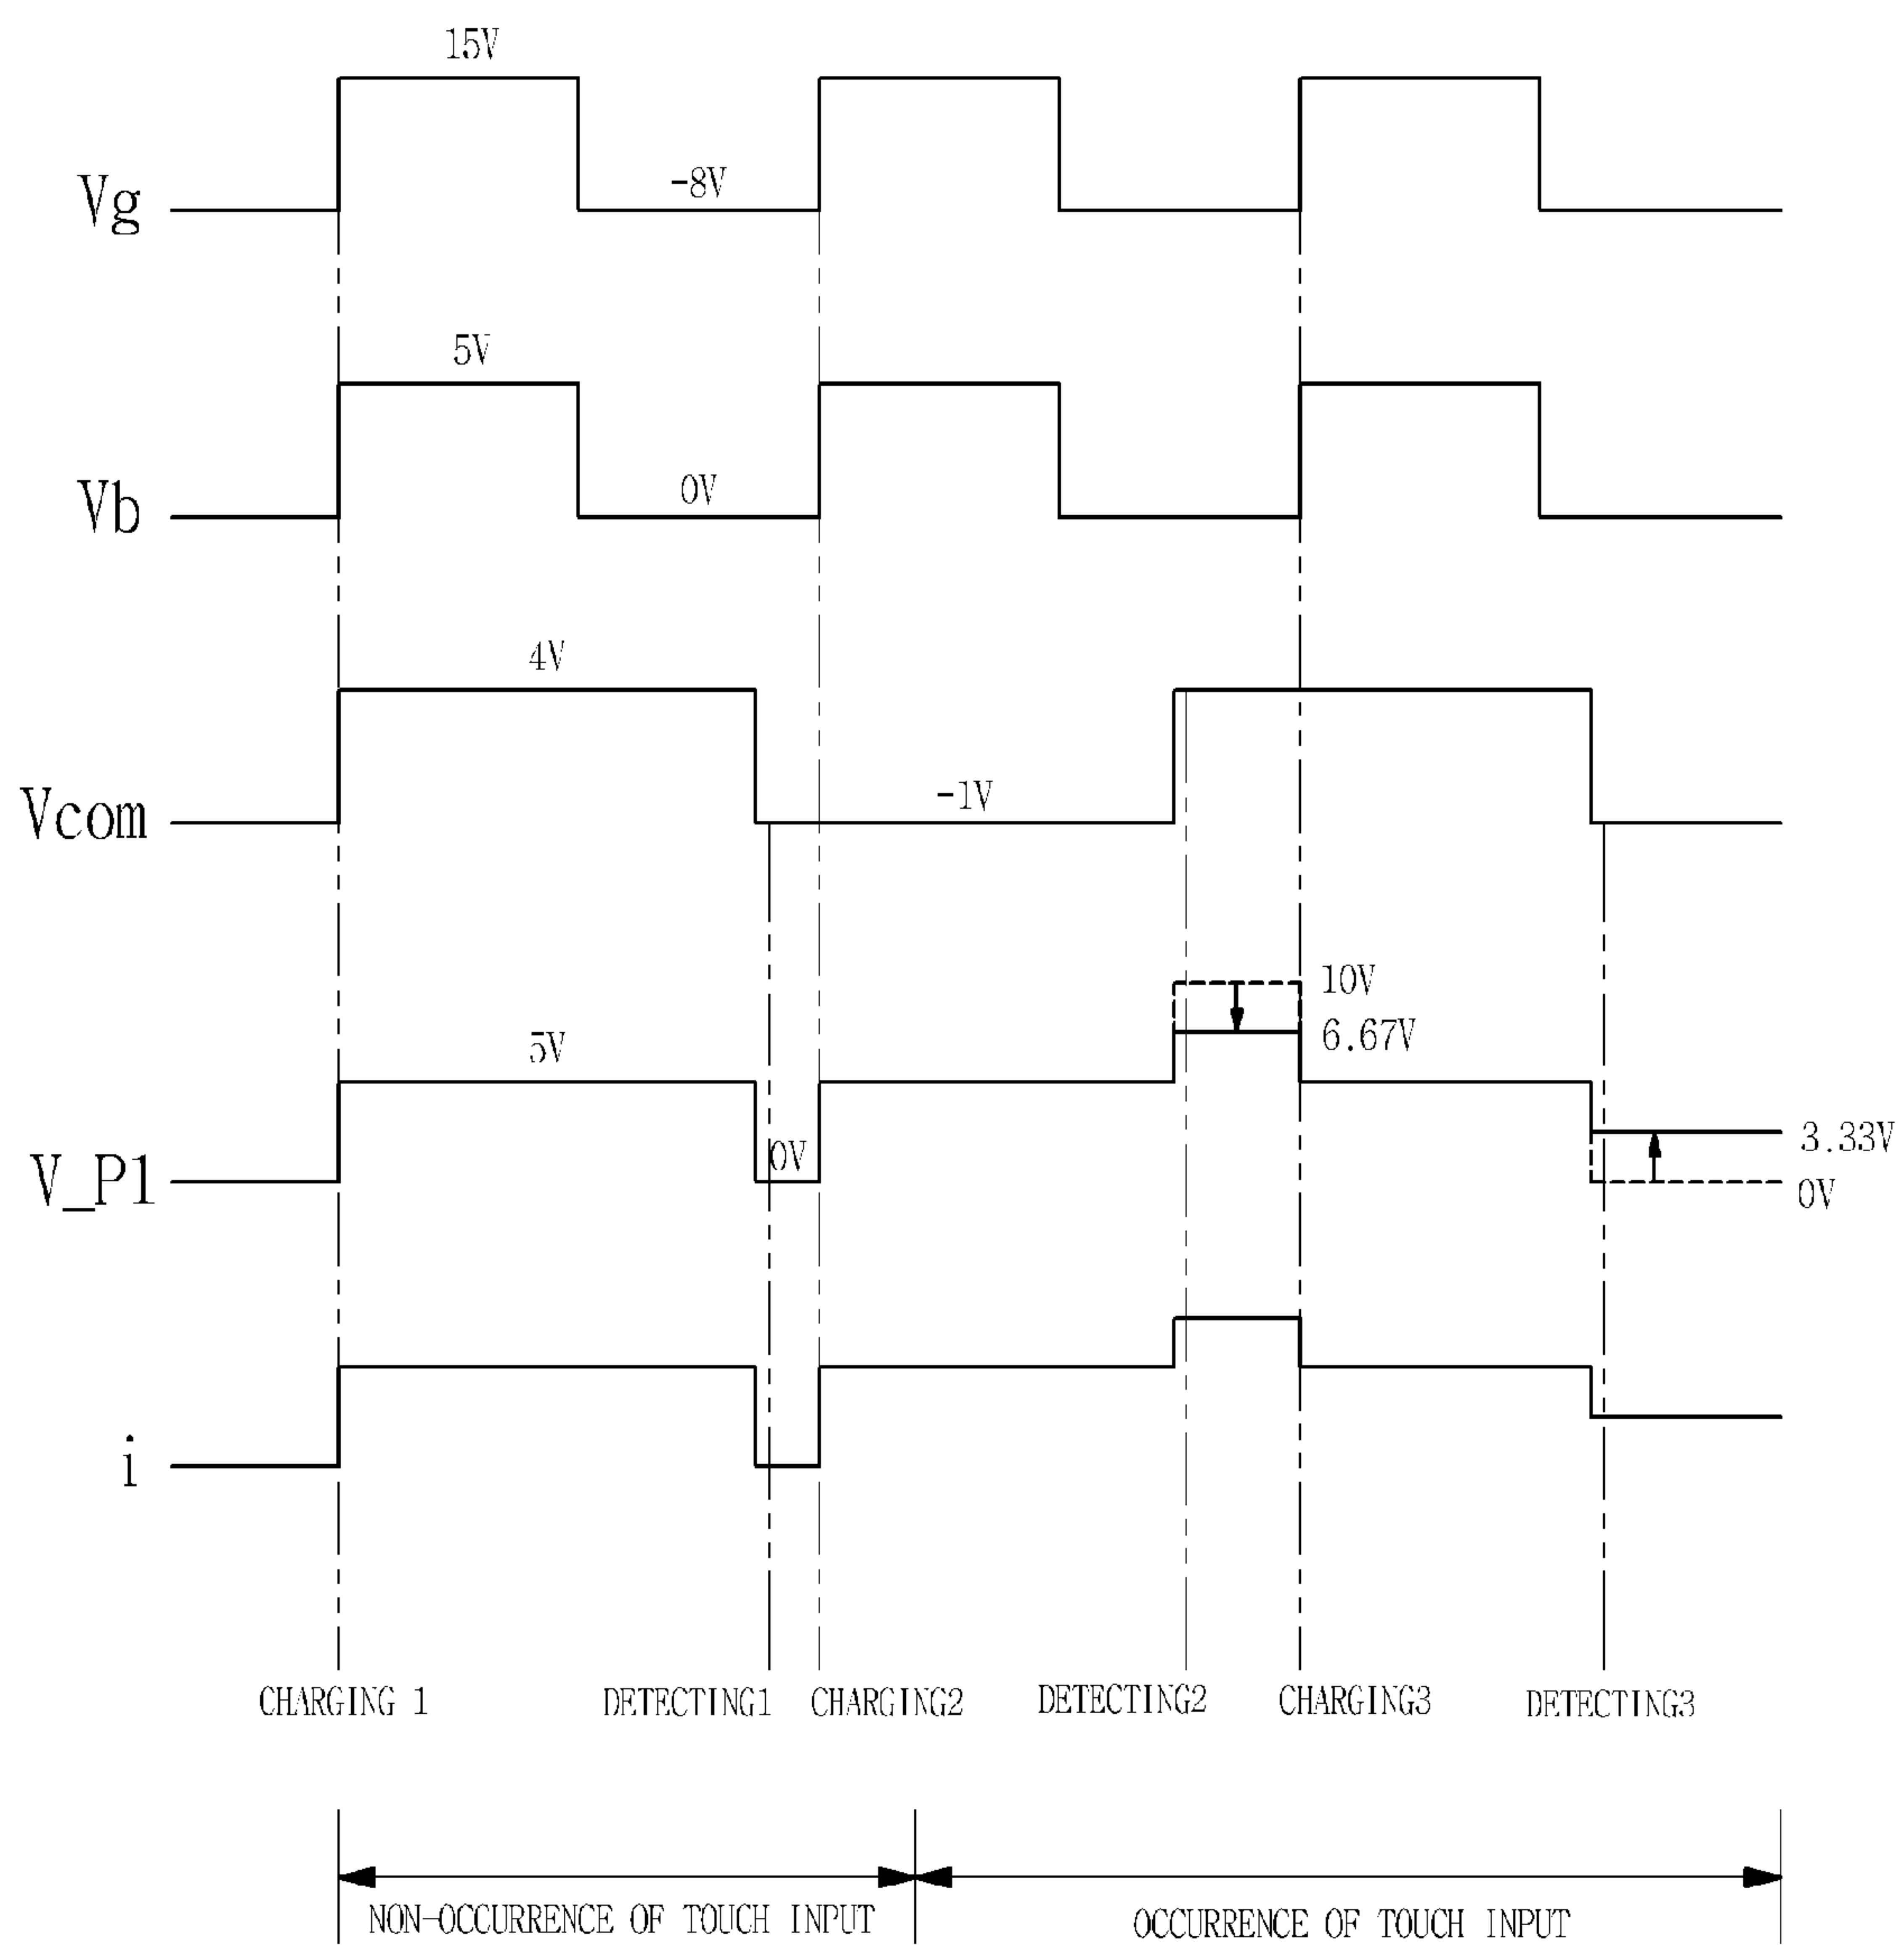 15V
Vg
-8V
5V
Vb
0V
4V
Vcom
-1V
10V
6.67V
5V
V_P1
0V
3.33V
0V
i
CHARGING 1
DETECTING1
CHARGING2
DETECTING2
CHARGING3
DETECTING3
NON-OCCURRENCE OF TOUCH INPUT
OCCURRENCE OF TOUCH INPUT